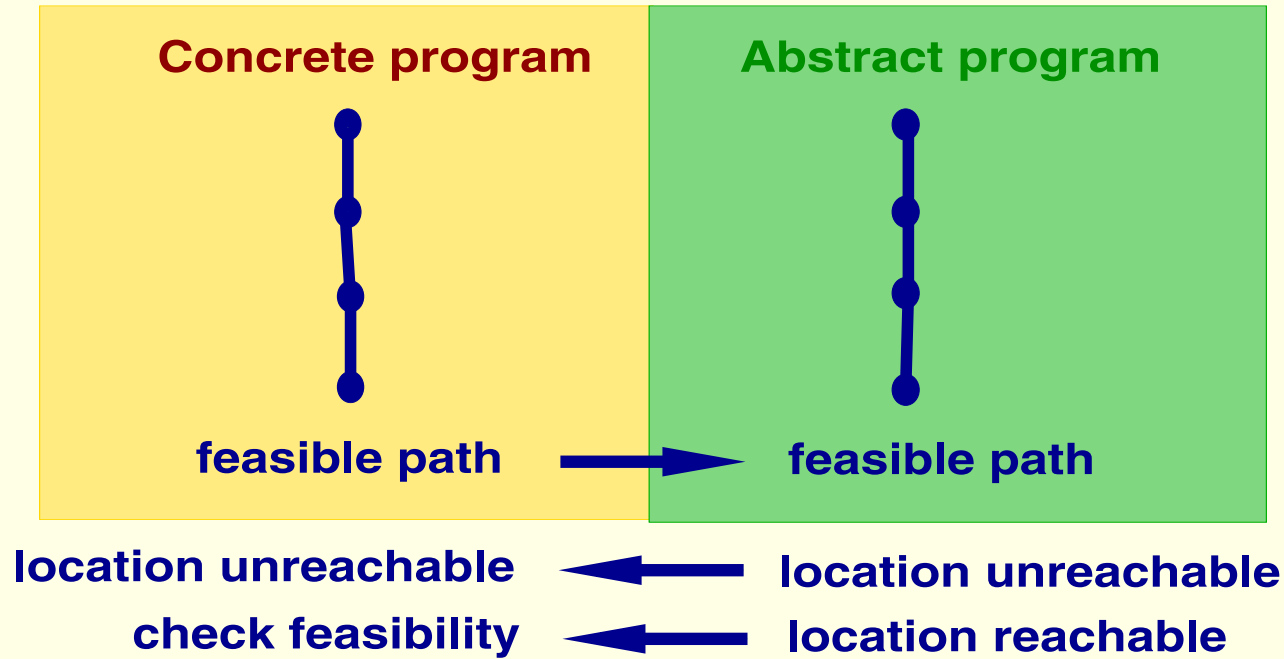 Concrete program
Abstract program
feasible path
feasible path
location unreachable
location unreachable
check feasibility
location reachable